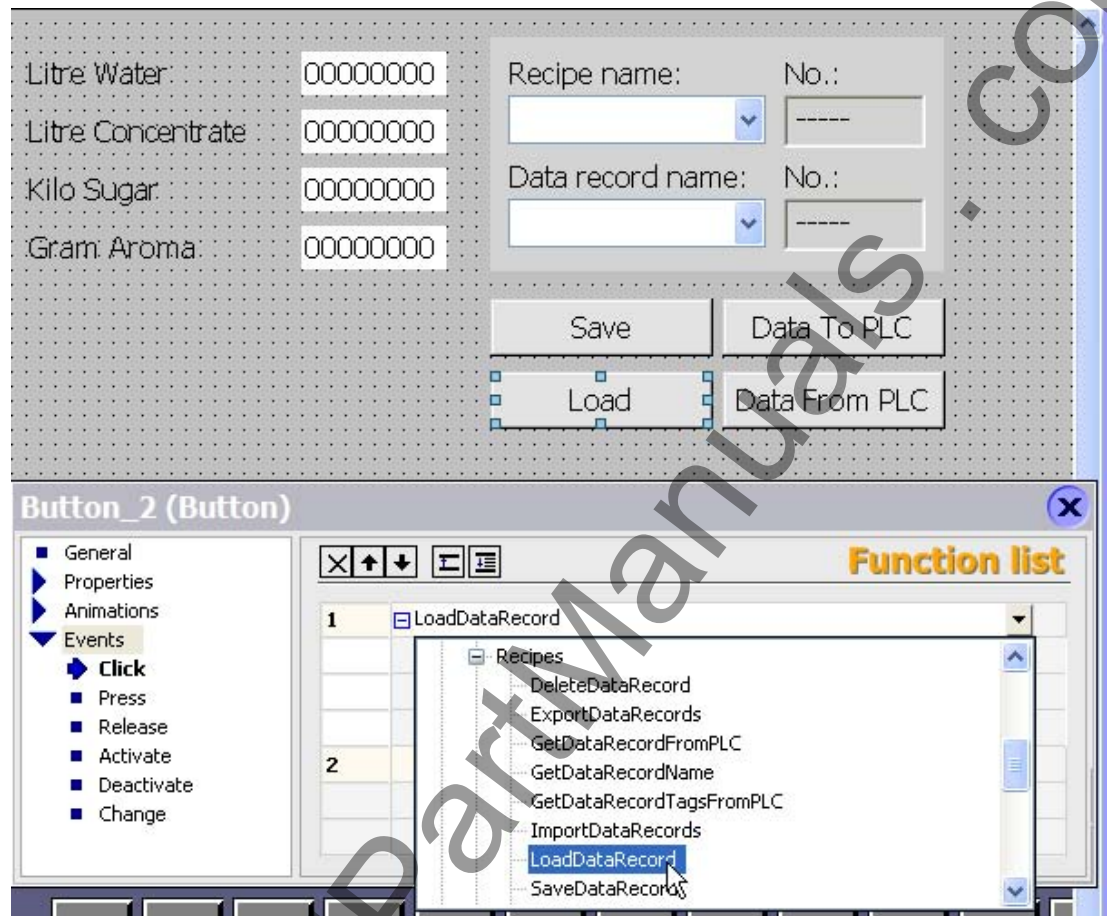 Litre Water: 00000000
Litre Concentrate 00000000
Kilo Sugar: 00000000
Gram Aroma: 00000000
Recipe name: No.:
-----
Data record name: No.:
-----
Save Data To PLC
Load Data From PLC
Button_2 (Button)
General
Properties
Animations
Events
Click
Press
Release
Activate
Deactivate
Change
Function list
1 LoadDataRecord
Recipes
DeleteDataRecord
ExportDataRecords
GetDataRecordFromPLC
GetDataRecordName
2
GetDataRecordTagsFromPLC
ImportDataRecords
LoadDataRecord
SaveDataRecord
PartManuals.co